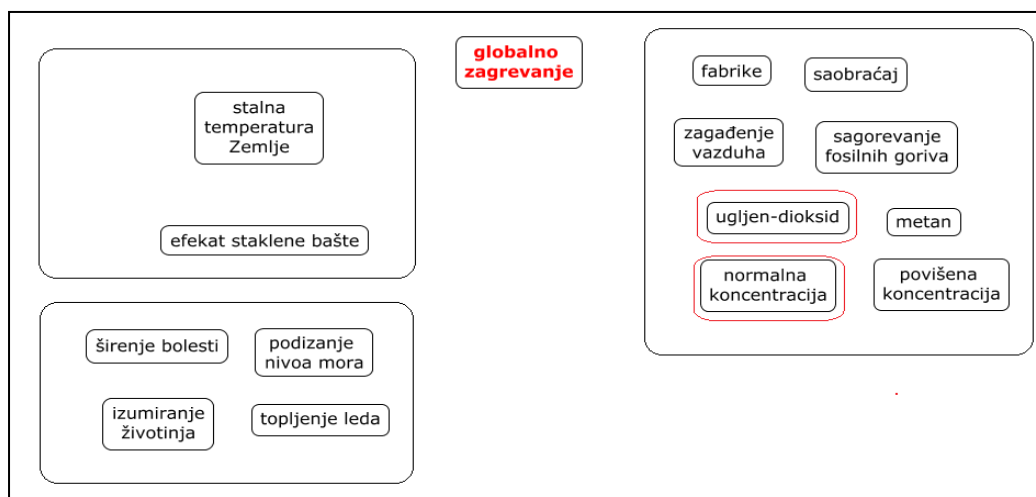 globalno
zagrevanje
stalna
temperatura
Zemlje
efekat staklene bašte
širenje bolesti
podizanje
nivoa mora
izumiranje
životinja
topljenje leda
fabrike
saobraćaj
zagađenje
vazduha
sagorevanje
fosilnih goriva
ugljen-dioksid
metan
normalna
koncentracija
povišena
koncentracija